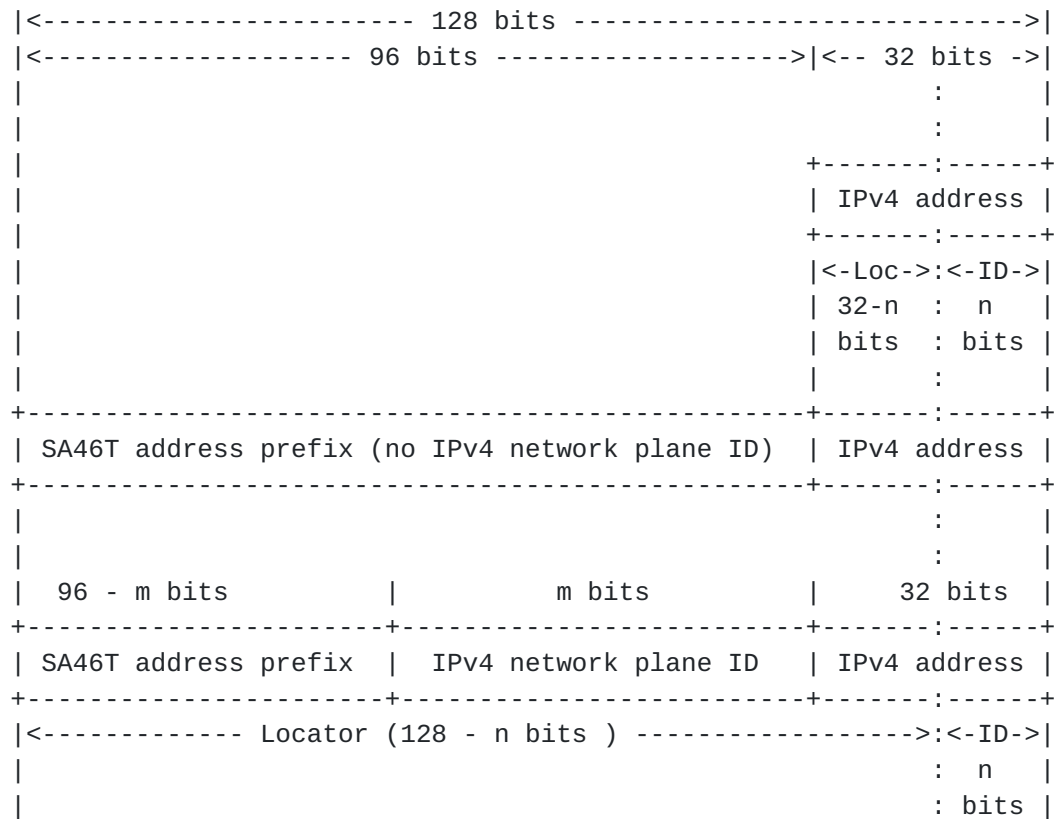 |<----------------------- 128 bits ----------------------------->|
|<-------------------- 96 bits ------------------->|<-- 32 bits ->|
|                                                          :      |
|                                                          :      |
|                                                  +-------:------+
|                                                  | IPv4 address |
|                                                  +-------:------+
|                                                  |<-Loc->:<-ID->|
|                                                  | 32-n  :  n   |
|                                                  | bits  : bits |
|                                                  |       :      |
+--------------------------------------------------+-------:------+
| SA46T address prefix (no IPv4 network plane ID)  | IPv4 address |
+--------------------------------------------------+-------:------+
|                                                          :      |
|                                                          :      |
|  96 - m bits          |          m bits          |     32 bits  |
+-----------------------+--------------------------+-------:------+
| SA46T address prefix  |  IPv4 network plane ID   | IPv4 address |
+-----------------------+--------------------------+-------:------+
|<------------- Locator (128 - n bits ) ------------------>:<-ID->|
|                                                          :  n   |
|                                                          : bits |